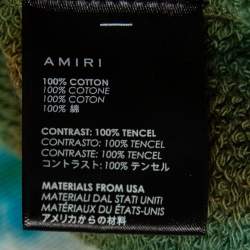 AMIRI
100% COTTON
100% COTONE
100% COTON
100% 綿
CONTRAST: 100% TENCEL
CONTRASTO: 100% TENCEL
CONTRASTE: 100% TENCEL
コントラスト: 100% テンセル
MATERIALS FROM USA
MATERIALI DAL STATI UNITI
MATÉRIAUX DU ÉTATS-UNIS
アメリカからの材料